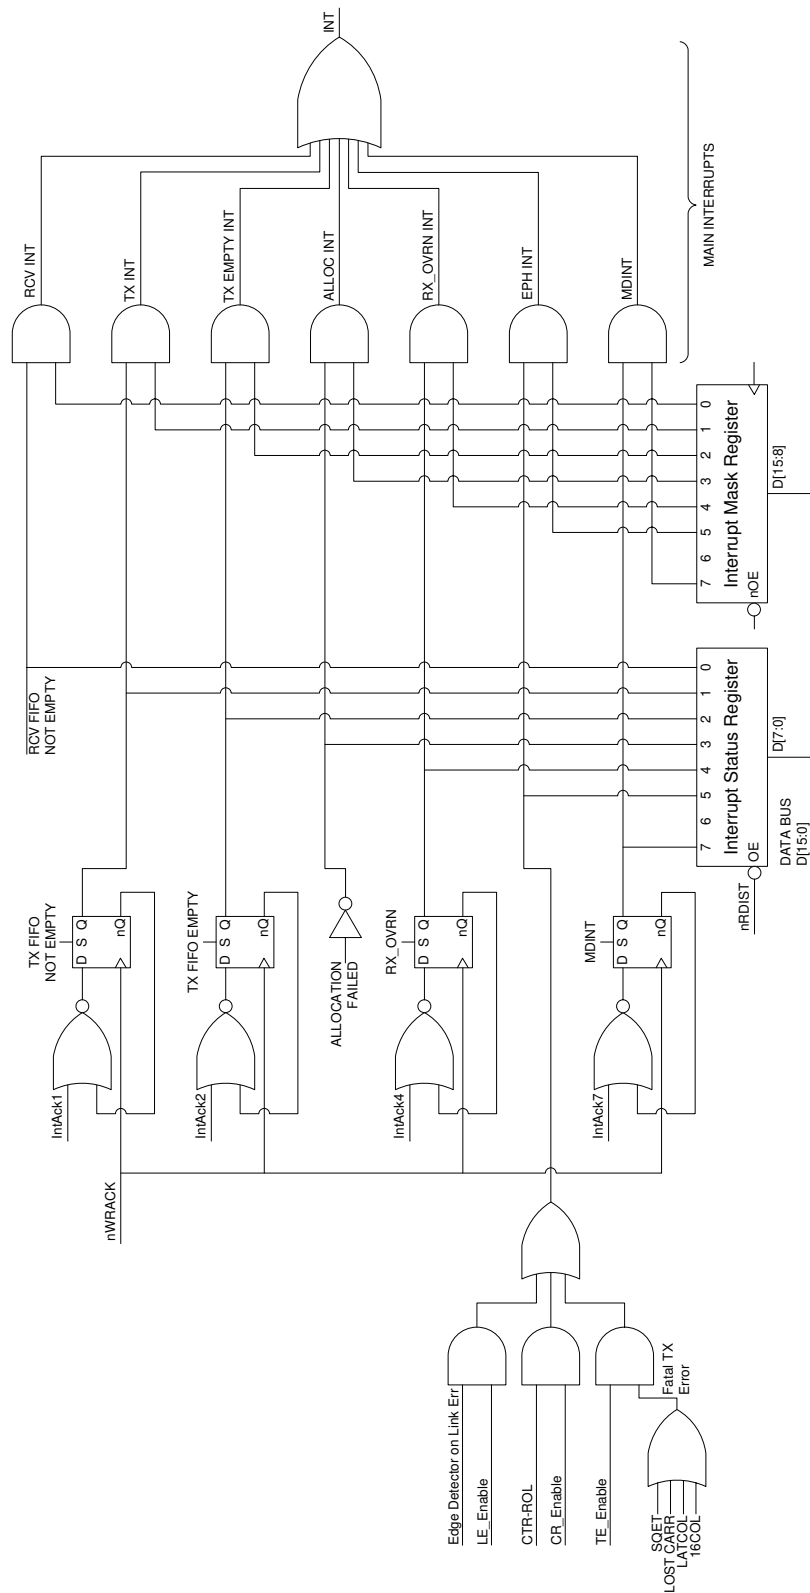 INT
RCV INT
TX INT
TX EMPTY INT
ALLOC INT
RX_OVRN INT
EPH INT
MDINT
MAIN INTERRUPTS
0
1
2
3
4
5
6
7
Interrupt Mask Register
nOE
D[15:8]
RCV FIFO
NOT EMPTY
0
1
2
3
4
5
6
7
Interrupt Status Register
OE
nRDIST
D[7:0]
DATA BUS
D[15:0]
TX FIFO
NOT EMPTY
D S Q
nQ
IntAck1
TX FIFO EMPTY
D S Q
nQ
IntAck2
ALLOCATION
FAILED
RX_OVRN
D S Q
nQ
IntAck4
MDINT
D S Q
nQ
IntAck7
nWRACK
Edge Detector on Link Err
LE_Enable
CTR-ROL
CR_Enable
TE_Enable
Fatal TX
Error
SQET
LOST CARR
LATCOL
16COL